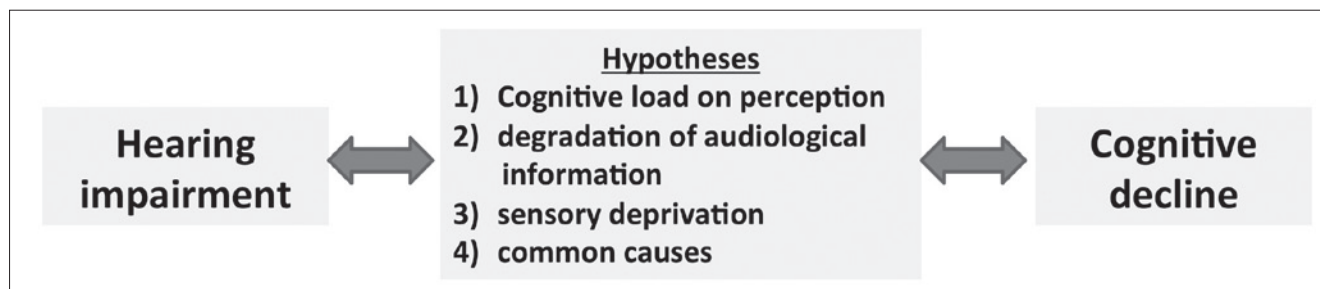 Hearing
impairment
Hypotheses
1) Cognitive load on perception
2) degradation of audiological
information
3) sensory deprivation
4) common causes
Cognitive
decline